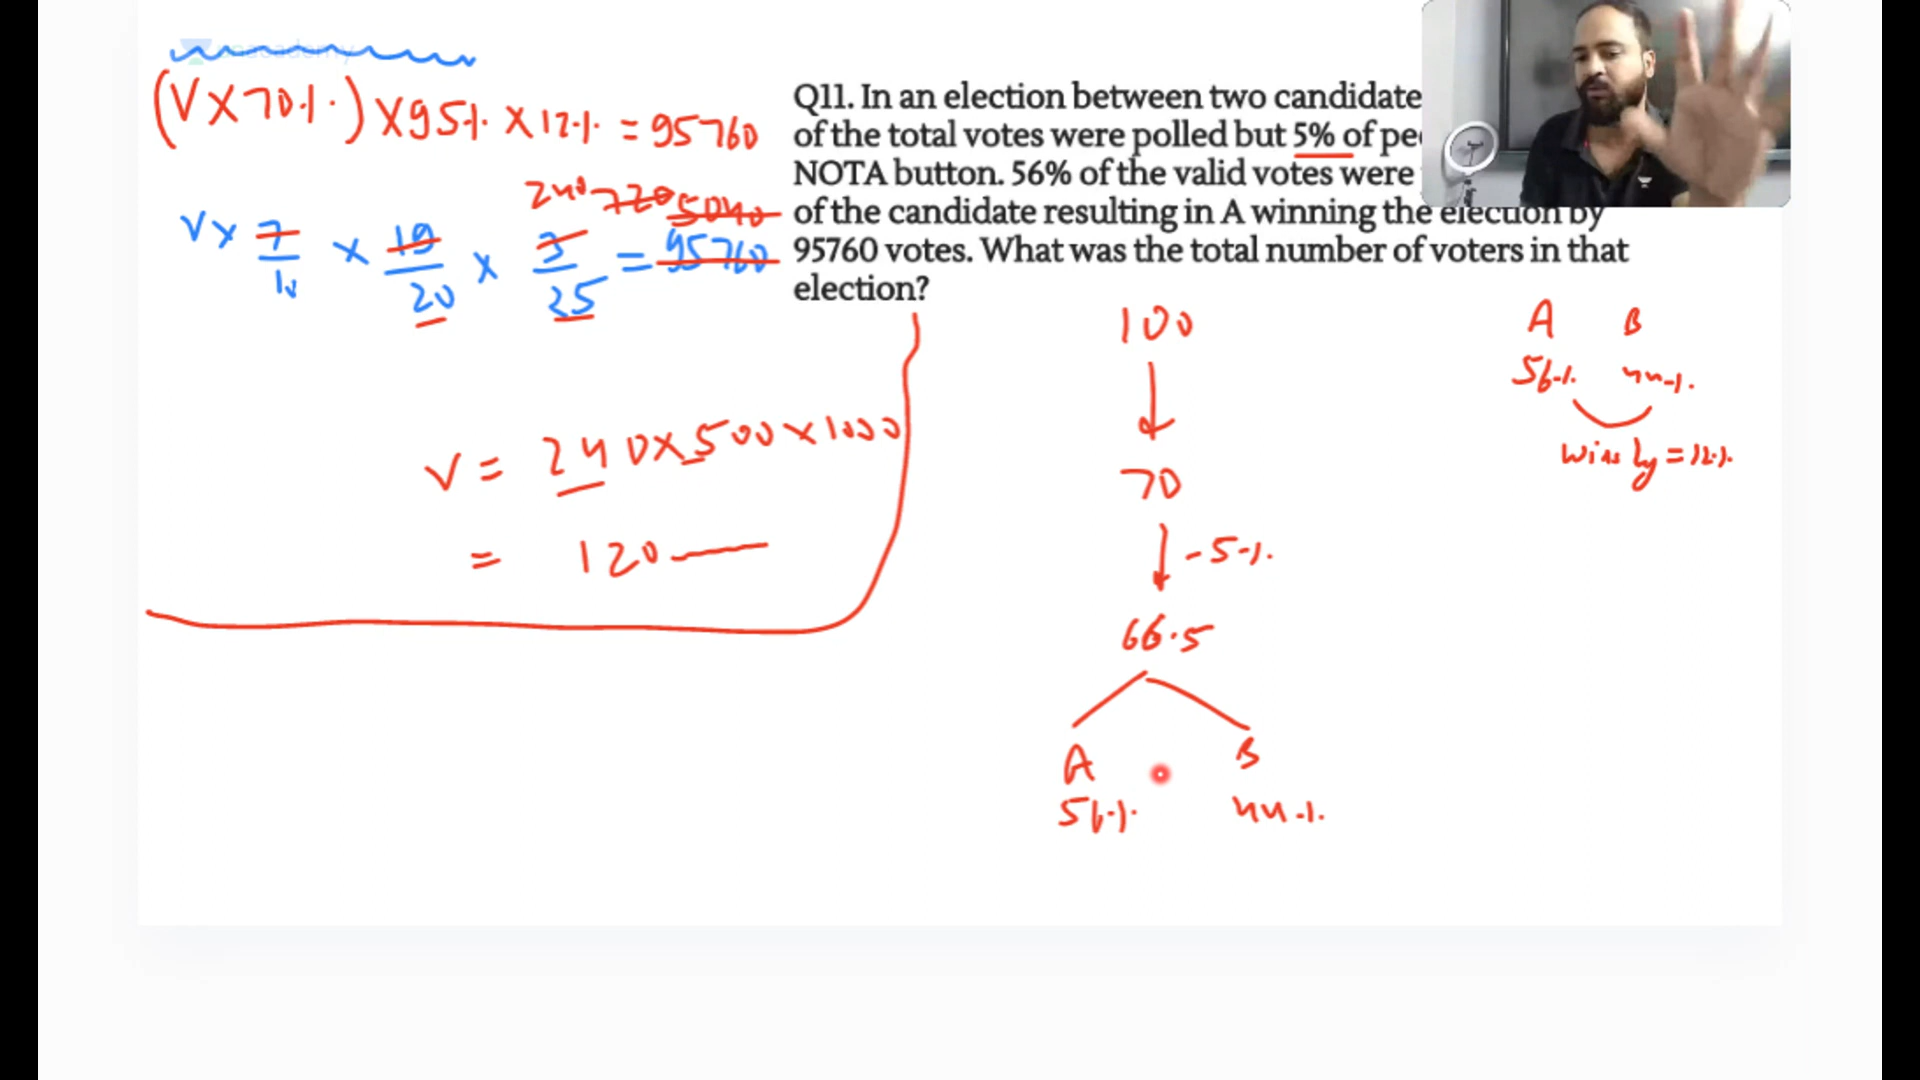 unacademy
(V X 70%) X 95% X 12% = 95760
Q11. In an election between two candidate
of the total votes were polled but 5% of pe
NOTA button. 56% of the valid votes were
of the candidate resulting in A winning the election by
95760 votes. What was the total number of voters in that
election?
240 720 5040
V X 7/10 X 19/20 X 3/25 = 95760
V = 240 X 500 X 1000
= 120
100
70
-5%
66.5
A B
56% 44%
A B
56% 44%
Wins by = 12%